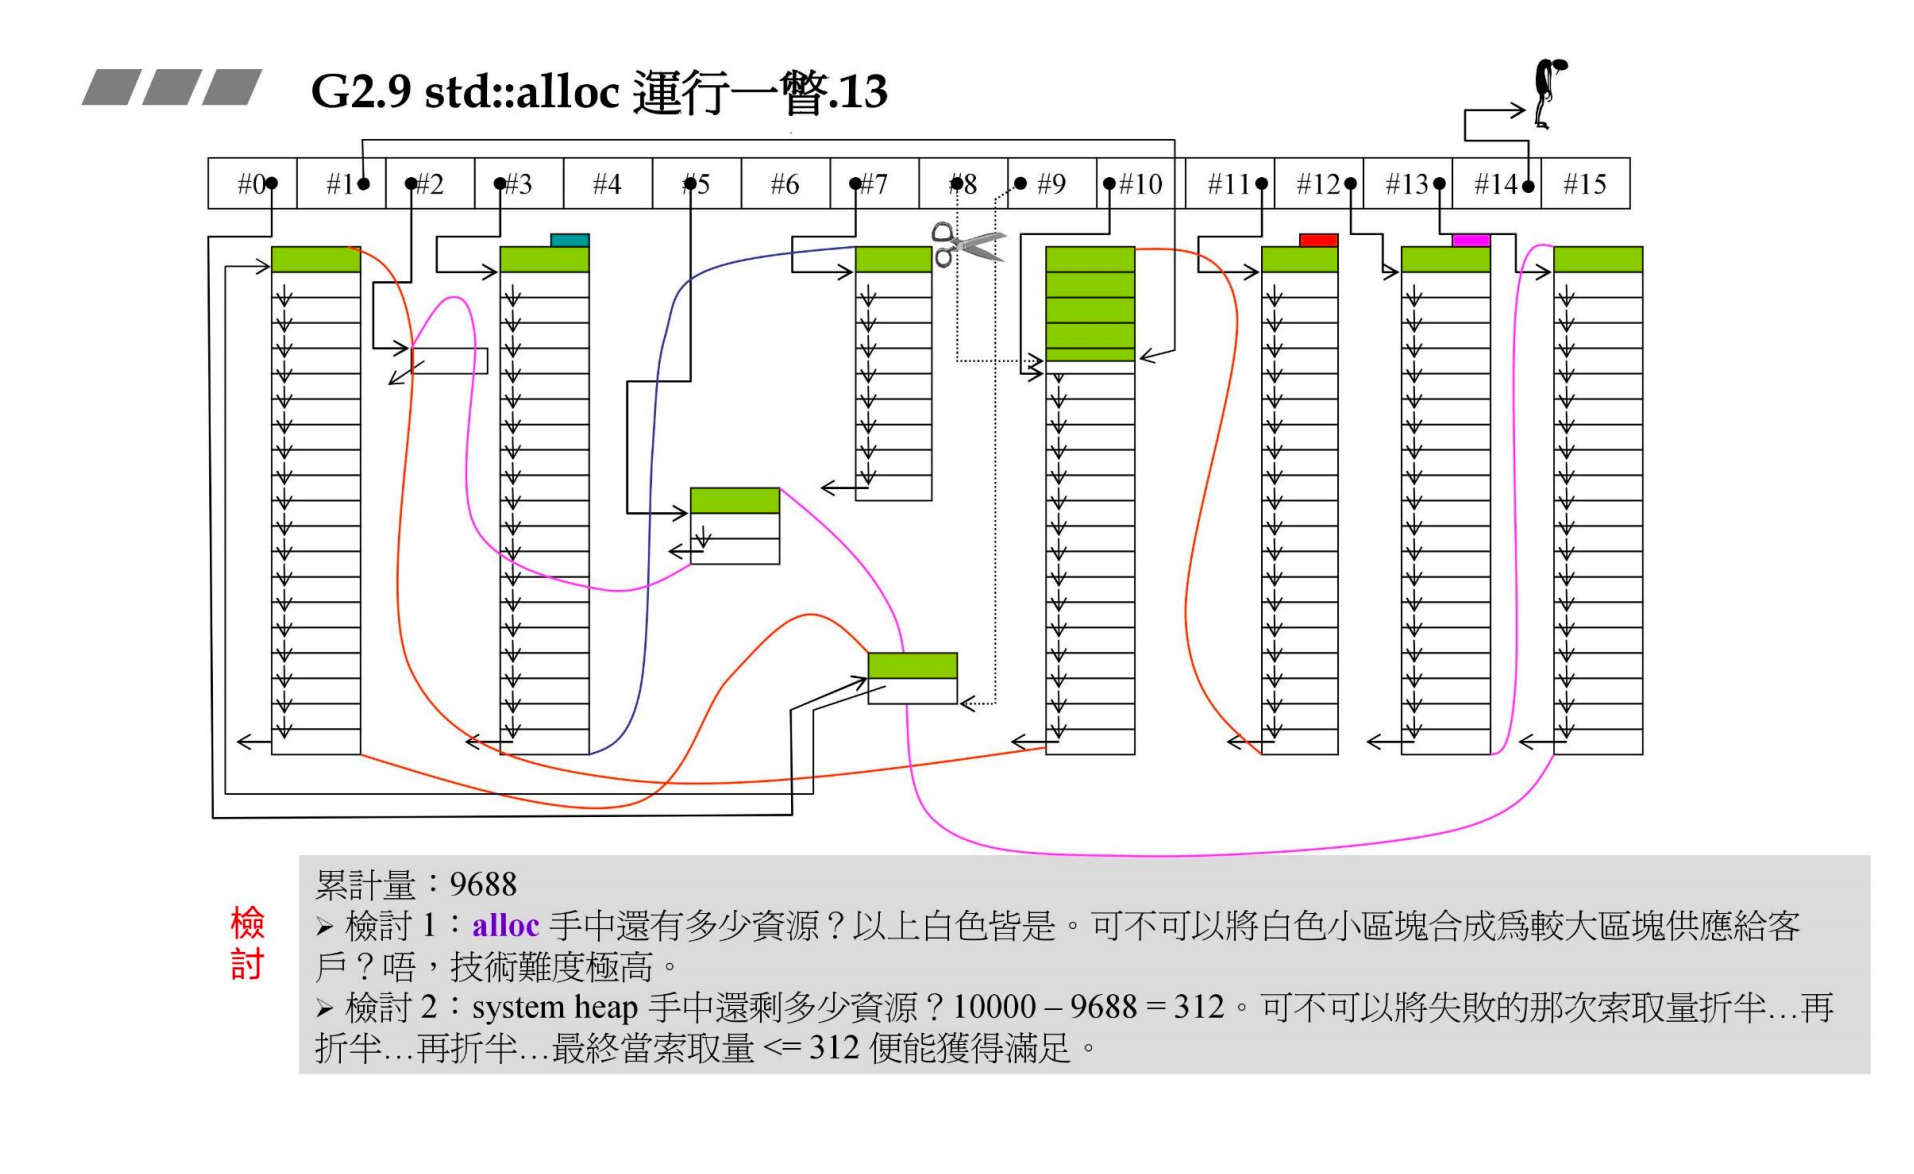 G2.9 std::alloc 運行一瞥.13
#0 #1 #2 #3 #4 #5 #6 #7 #8 #9 #10 #11 #12 #13 #14 #15
檢討
累計量：9688
➢ 檢討 1：alloc 手中還有多少資源？以上白色皆是。可不可以將白色小區塊合成為較大區塊供應給客
戶？唔，技術難度極高。
➢ 檢討 2：system heap 手中還剩多少資源？10000 – 9688 = 312。可不可以將失敗的那次索取量折半…再
折半…再折半…最終當索取量 <= 312 便能獲得滿足。